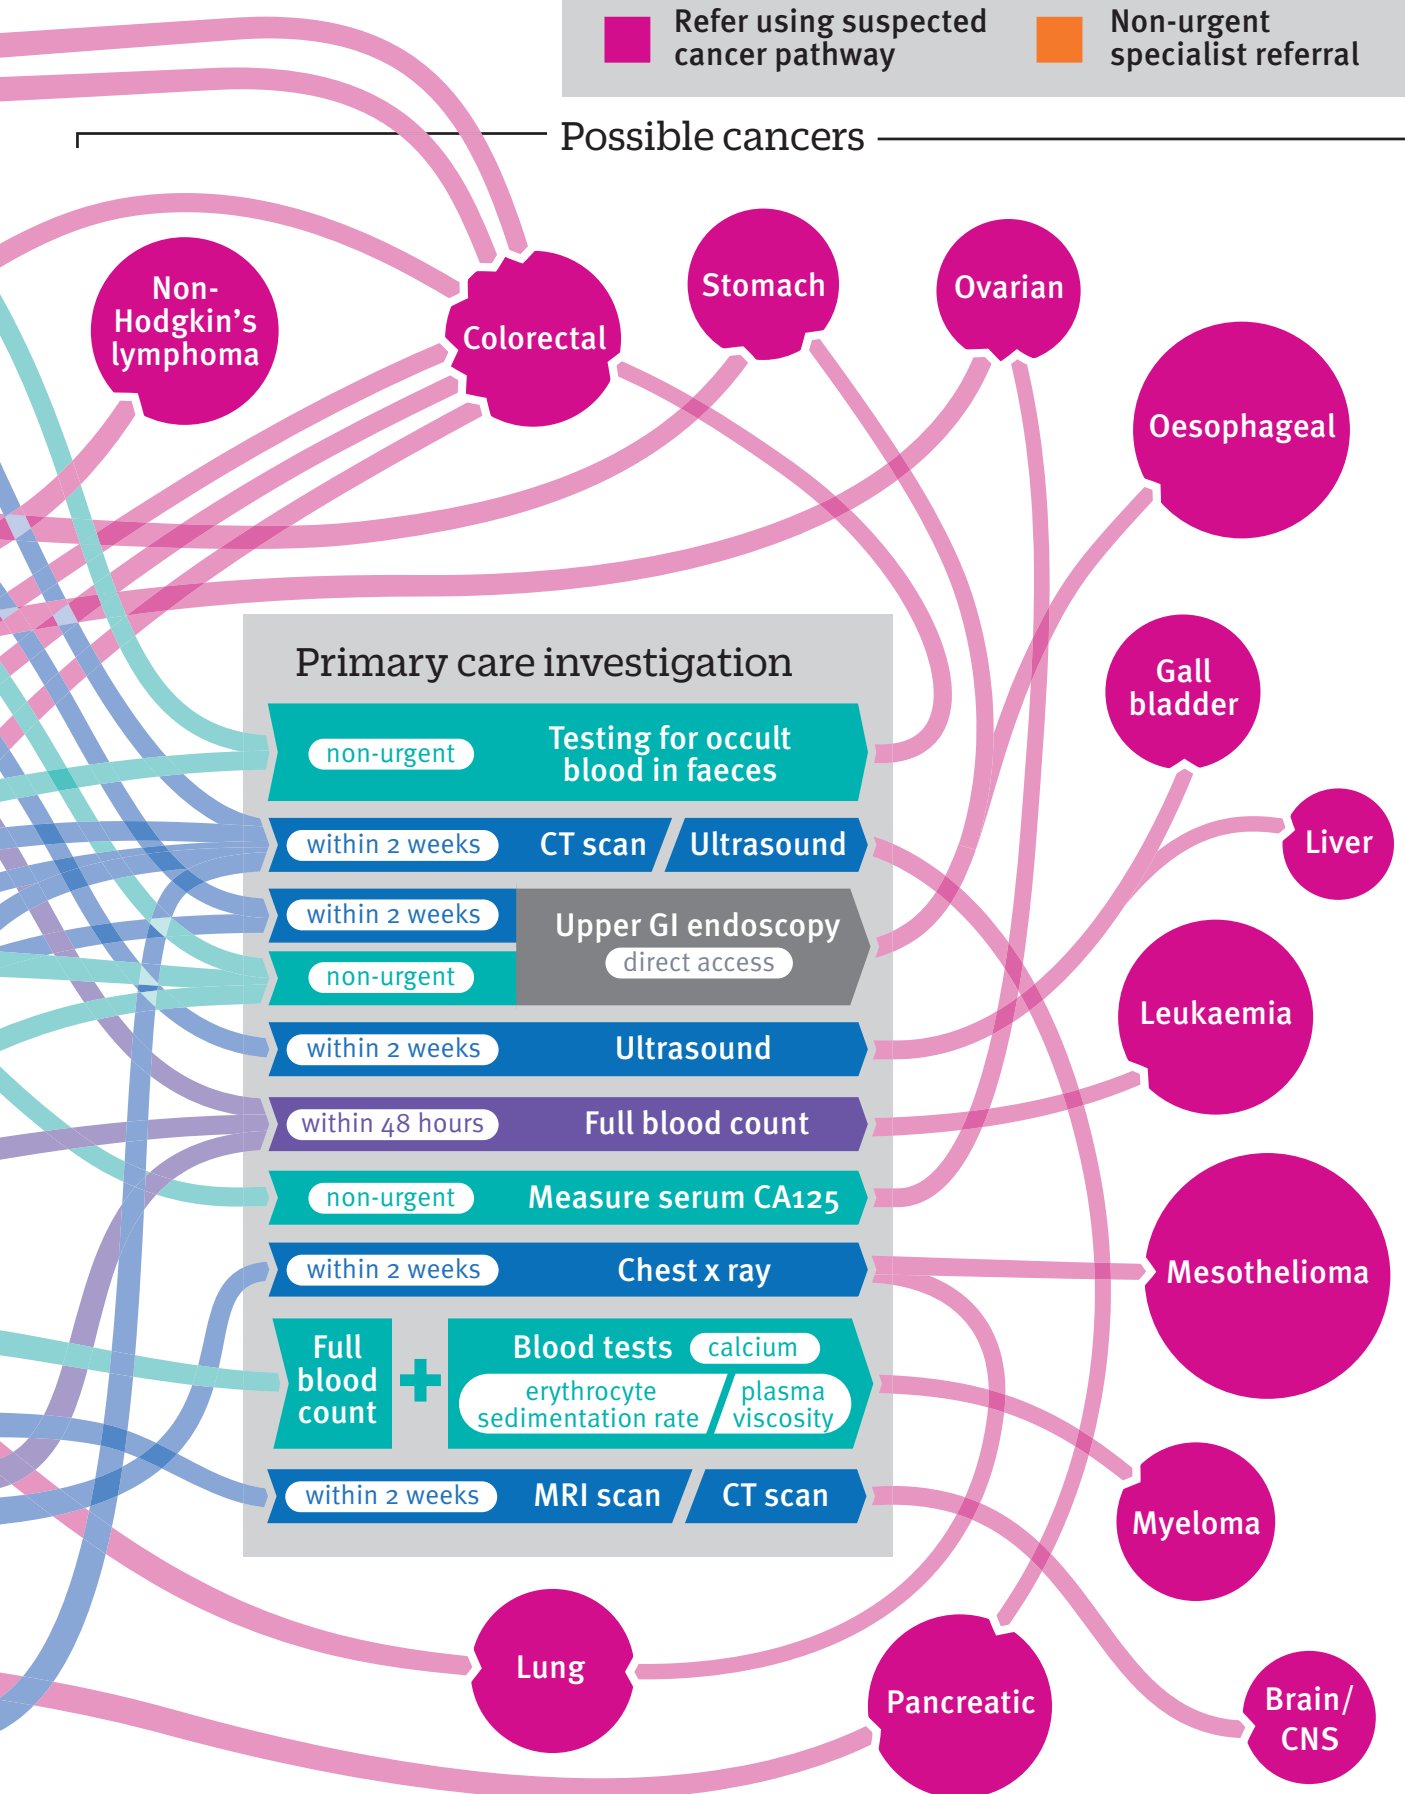 Refer using suspected
cancer pathway
Non-urgent
specialist referral
Possible cancers
Non-
Hodgkin's
lymphoma
Colorectal
Stomach
Ovarian
Oesophageal
Gall
bladder
Liver
Leukaemia
Mesothelioma
Myeloma
Brain/
CNS
Pancreatic
Lung
Primary care investigation
non-urgent
Testing for occult
blood in faeces
within 2 weeks
CT scan
Ultrasound
within 2 weeks
non-urgent
Upper GI endoscopy
direct access
within 2 weeks
Ultrasound
within 48 hours
Full blood count
non-urgent
Measure serum CA125
within 2 weeks
Chest x ray
Full
blood
count
+
Blood tests
calcium
erythrocyte
sedimentation rate
plasma
viscosity
within 2 weeks
MRI scan
CT scan